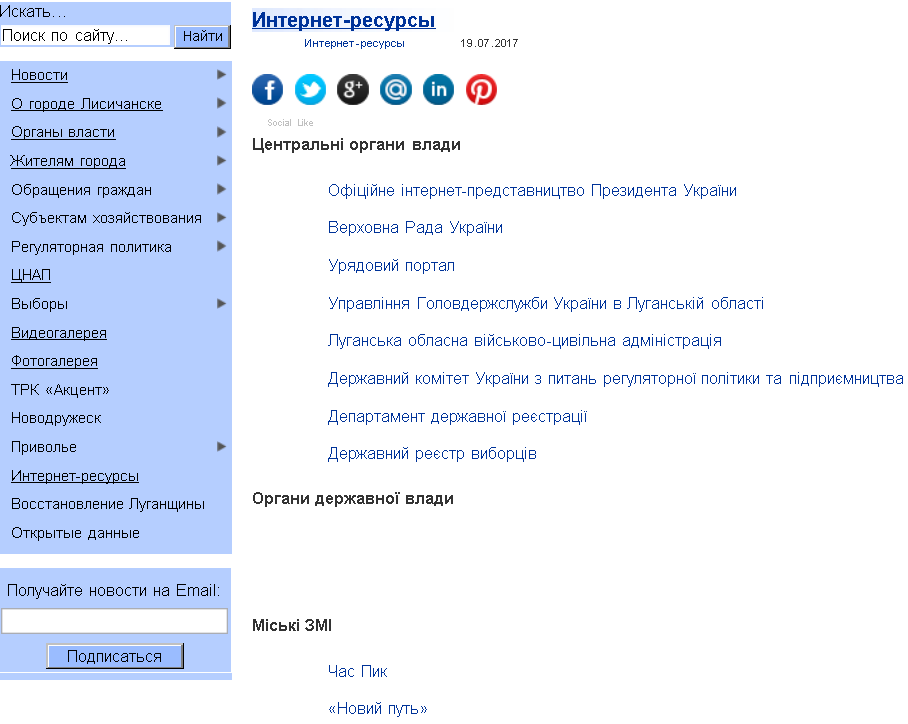 Искать...
Поиск по сайту...
Найти
Новости
О городе Лисичанске
Органы власти
Жителям города
Обращения граждан
Субъектам хозяйствования
Регуляторная политика
ЦНАП
Выборы
Видеогалерея
Фотогалерея
ТРК «Акцент»
Новодружеск
Приволье
Интернет-ресурсы
Восстановление Луганщины
Открытые данные
Получайте новости на Email:
Подписаться
Интернет-ресурсы
Интернет-ресурсы 19.07.2017
Social Like
Центральні органи влади
Офіційне інтернет-представництво Президента України
Верховна Рада України
Урядовий портал
Управління Головдержслужби України в Луганській області
Луганська обласна військово-цивільна адміністрація
Державний комітет України з питань регуляторної політики та підприємництва
Департамент державної реєстрації
Державний реєстр виборців
Органи державної влади
Міські ЗМІ
Час Пик
«Новий путь»